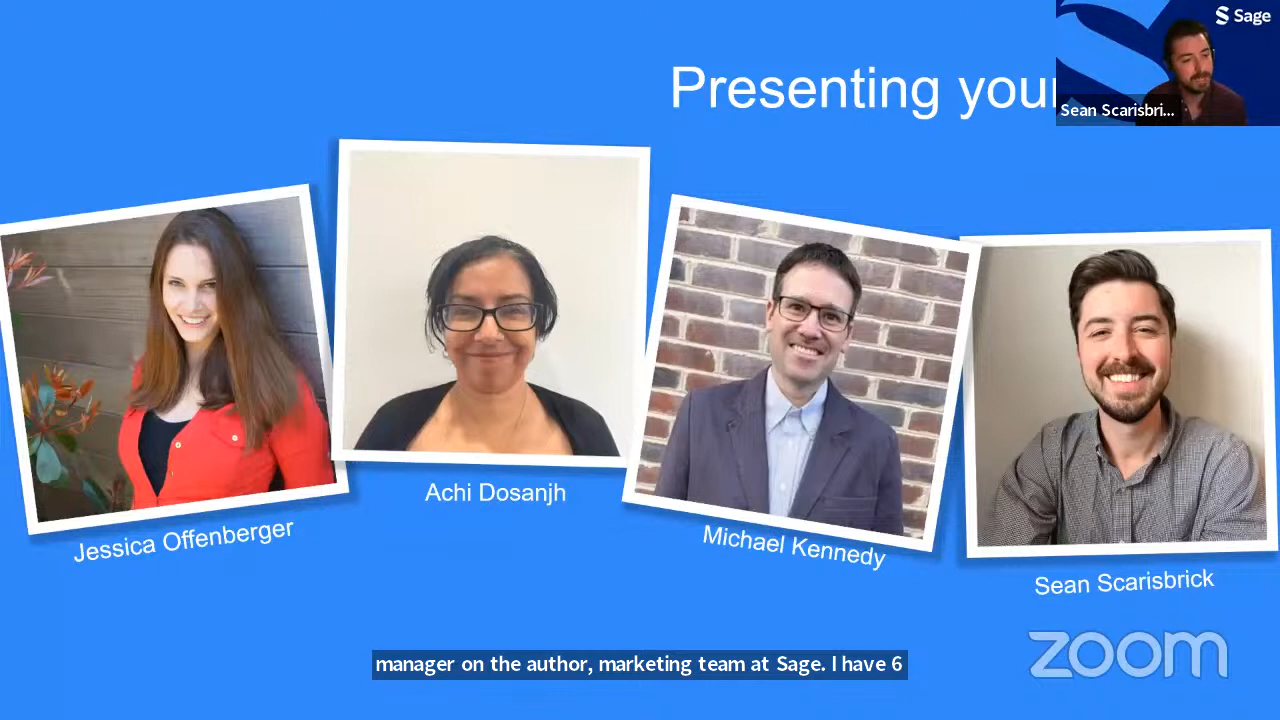 Presenting your
Sage
Sean Scarisbri...
Jessica Offenberger
Achi Dosanjh
Michael Kennedy
Sean Scarisbrick
zoom
manager on the author, marketing team at Sage. I have 6